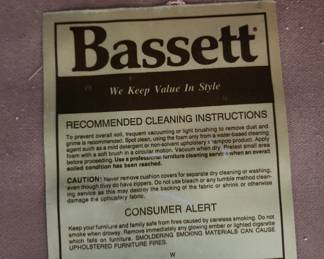 Bassett
We Keep Value In Style
RECOMMENDED CLEANING INSTRUCTIONS
To prevent overall soil, frequent vacuuming or light brushing to remove dust and
grime is recommended. Spot clean, using the foam only from a water-based cleaning
agent such as a mild detergent or non-solvent upholstery shampoo product. Apply
foam with a soft brush in a circular motion. Vacuum when dry. Pretest small area
before proceeding. Use a professional furniture cleaning service when an overall
soiled condition has been reached.
CAUTION: Never remove cushion covers for separate dry cleaning or washing,
even though they do have zippers. Do not use bleach or any tumble method clean-
ing service as this may destroy the backing of the fabric or shrink or otherwise
damage the upholstery fabric.
CONSUMER ALERT
Keep your furniture and family safe from fires caused by careless smoking. Do not
smoke when drowsy. Remove immediately any glowing ember or lighted cigarette
which falls on furniture. SMOLDERING SMOKING MATERIALS CAN CAUSE
UPHOLSTERED FURNITURE FIRES.
W